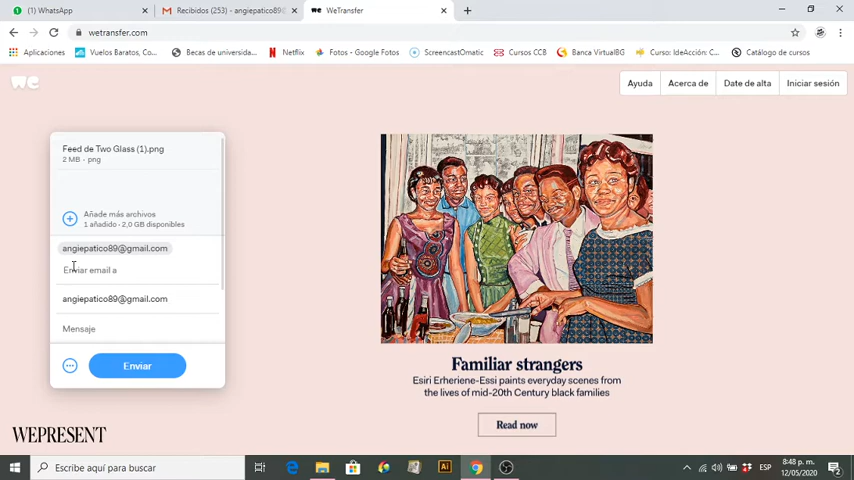 (1) WhatsApp
Recibidos (253) - angiepatico89@
WeTransfer
wetransfer.com
Aplicaciones
Vuelos Baratos, Co...
Becas de universida...
Netflix
Fotos - Google Fotos
ScreencastOmatic
Cursos CCB
Banca VirtualBG
Curso: IdeAcción: C...
Catálogo de cursos
we
Ayuda
Acerca de
Date de alta
Iniciar sesión
Feed de Two Glass (1).png
2 MB - png
Añade más archivos
1 añadido · 2,0 GB disponibles
angiepatico89@gmail.com
Enviar email a
angiepatico89@gmail.com
Mensaje
Enviar
Familiar strangers
Esiri Erheriene-Essi paints everyday scenes from
the lives of mid-20th Century black families
Read now
WEPRESENT
Escribe aquí para buscar
Ai
ESP
8:48 p. m.
12/05/2020
2